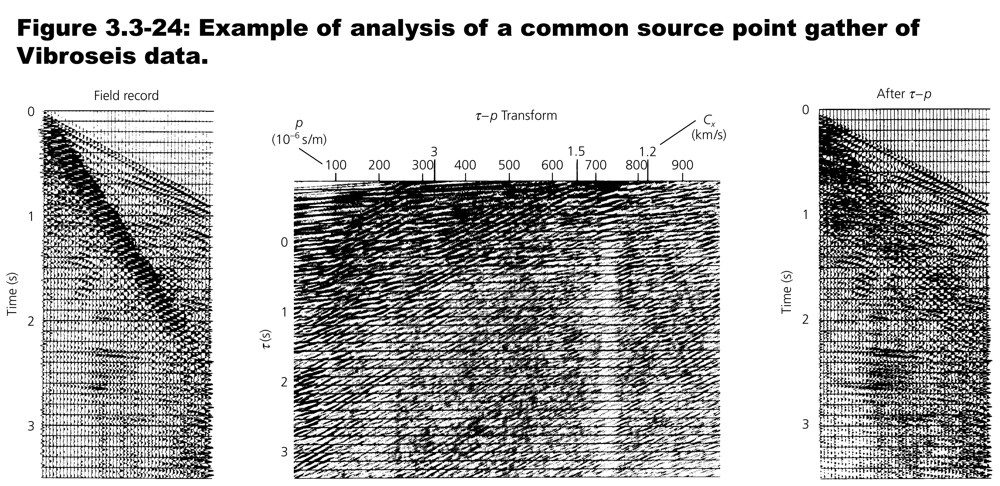 Figure 3.3-24: Example of analysis of a common source point gather of
Vibroseis data.
Field record
0
1
2
3
Time (s)
τ–p Transform
p
(10⁻⁶ s/m)
Cₓ
(km/s)
3 1.5 1.2
100 200 300 400 500 600 700 800 900
0
1
2
3
τ (s)
After τ–p
0
1
2
3
Time (s)